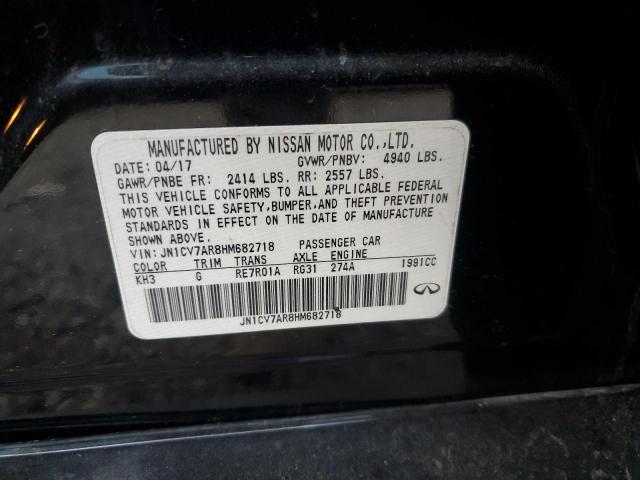 MANUFACTURED BY NISSAN MOTOR CO.,LTD.
DATE: 04/17 GVWR/PNBV: 4940 LBS.
GAWR/PNBE FR: 2414 LBS. RR: 2557 LBS.
THIS VEHICLE CONFORMS TO ALL APPLICABLE FEDERAL
MOTOR VEHICLE SAFETY,BUMPER,AND THEFT PREVENTION
STANDARDS IN EFFECT ON THE DATE OF MANUFACTURE
SHOWN ABOVE.
VIN: JN1CV7AR8HM682718 PASSENGER CAR
COLOR TRIM TRANS AXLE ENGINE
KH3 G RE7R01A RG31 274A 1991CC
JN1CV7AR8HM682718